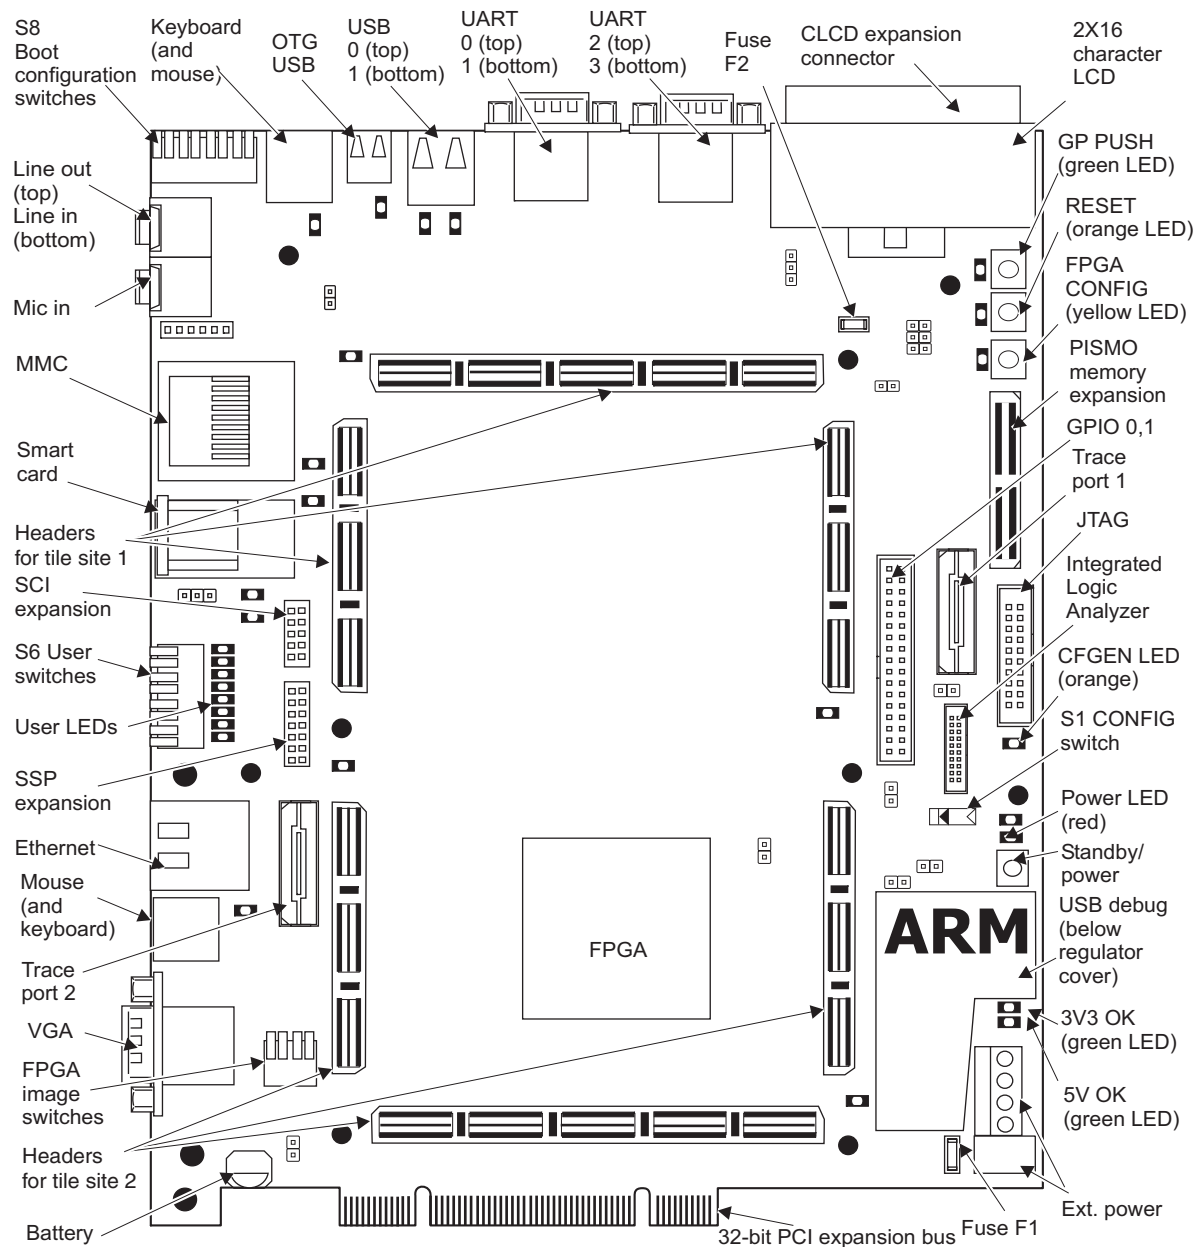 S8
Boot
configuration
switches
Keyboard
(and
mouse)
OTG
USB
USB
0 (top)
1 (bottom)
UART
0 (top)
1 (bottom)
UART
2 (top)
3 (bottom)
Fuse
F2
CLCD expansion
connector
2X16
character
LCD
Line out
(top)
Line in
(bottom)
Mic in
MMC
Smart
card
Headers
for tile site 1
SCI
expansion
S6 User
switches
User LEDs
SSP
expansion
Ethernet
Mouse
(and
keyboard)
Trace
port 2
VGA
FPGA
image
switches
Headers
for tile site 2
Battery
FPGA
ARM
GP PUSH
(green LED)
RESET
(orange LED)
FPGA
CONFIG
(yellow LED)
PISMO
memory
expansion
GPIO 0,1
Trace
port 1
JTAG
Integrated
Logic
Analyzer
CFGEN LED
(orange)
S1 CONFIG
switch
Power LED
(red)
Standby/
power
USB debug
(below
regulator
cover)
3V3 OK
(green LED)
5V OK
(green LED)
Ext. power
Fuse F1
32-bit PCI expansion bus